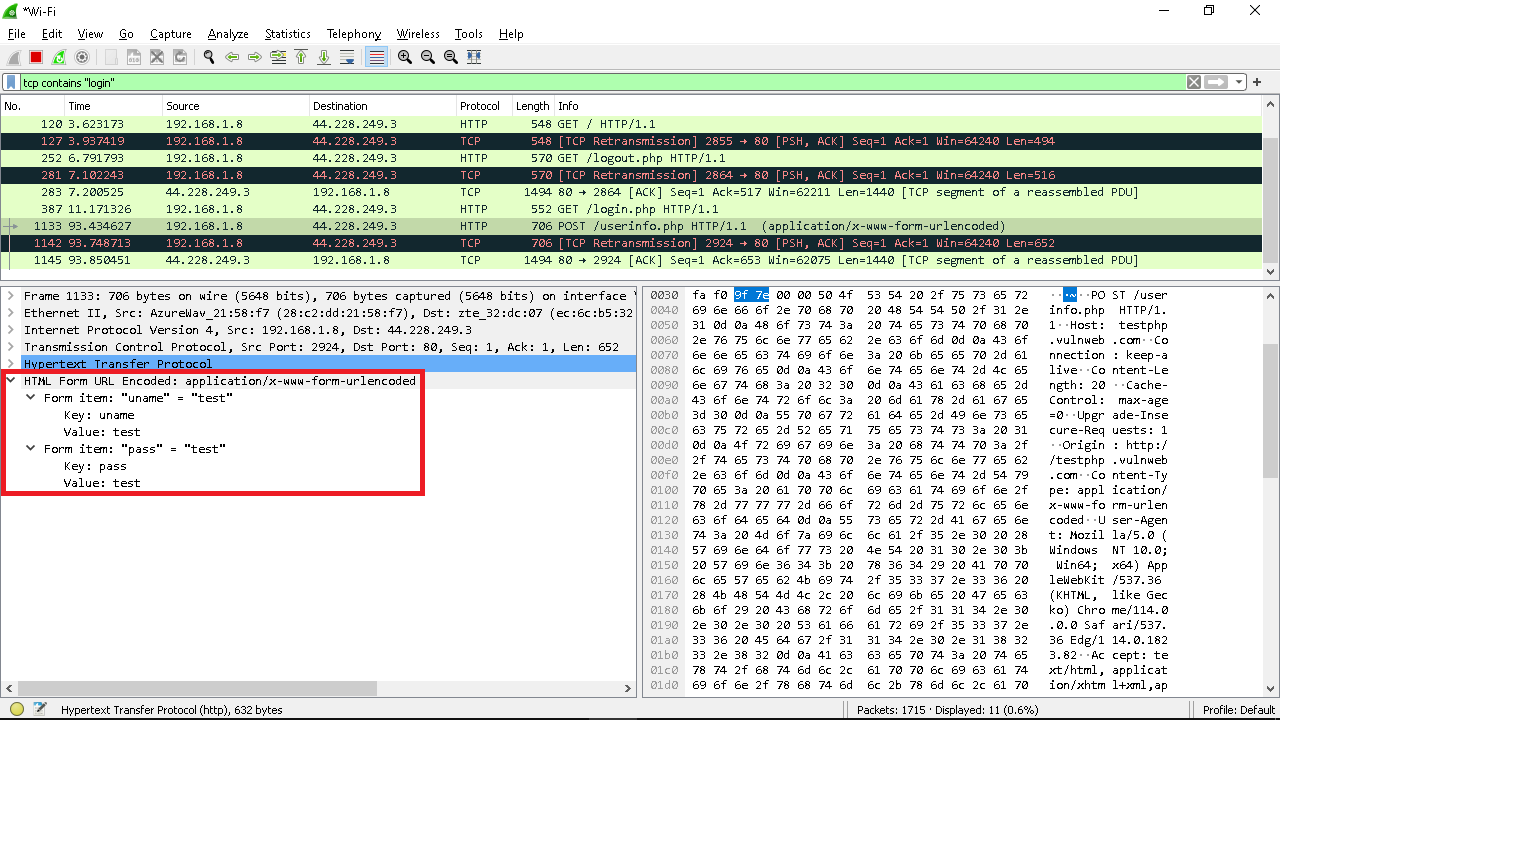 *Wi-Fi
File Edit View Go Capture Analyze Statistics Telephony Wireless Tools Help
tcp contains "login"
No. Time Source Destination Protocol Length Info
120 3.623173 192.168.1.8 44.228.249.3 HTTP 548 GET / HTTP/1.1
127 3.937419 192.168.1.8 44.228.249.3 TCP 548 [TCP Retransmission] 2855 → 80 [PSH, ACK] Seq=1 Ack=1 Win=64240 Len=494
252 6.791793 192.168.1.8 44.228.249.3 HTTP 570 GET /logout.php HTTP/1.1
281 7.102243 192.168.1.8 44.228.249.3 TCP 570 [TCP Retransmission] 2864 → 80 [PSH, ACK] Seq=1 Ack=1 Win=64240 Len=516
283 7.200525 44.228.249.3 192.168.1.8 TCP 1494 80 → 2864 [ACK] Seq=1 Ack=517 Win=62211 Len=1440 [TCP segment of a reassembled PDU]
387 11.171326 192.168.1.8 44.228.249.3 HTTP 552 GET /login.php HTTP/1.1
1133 93.434627 192.168.1.8 44.228.249.3 HTTP 706 POST /userinfo.php HTTP/1.1 (application/x-www-form-urlencoded)
1142 93.748713 192.168.1.8 44.228.249.3 TCP 706 [TCP Retransmission] 2924 → 80 [PSH, ACK] Seq=1 Ack=1 Win=64240 Len=652
1145 93.850451 44.228.249.3 192.168.1.8 TCP 1494 80 → 2924 [ACK] Seq=1 Ack=653 Win=62075 Len=1440 [TCP segment of a reassembled PDU]
Frame 1133: 706 bytes on wire (5648 bits), 706 bytes captured (5648 bits) on interface
Ethernet II, Src: AzureWav_21:58:f7 (28:c2:dd:21:58:f7), Dst: zte_32:dc:07 (ec:6c:b5:32
Internet Protocol Version 4, Src: 192.168.1.8, Dst: 44.228.249.3
Transmission Control Protocol, Src Port: 2924, Dst Port: 80, Seq: 1, Ack: 1, Len: 652
Hypertext Transfer Protocol
HTML Form URL Encoded: application/x-www-form-urlencoded
Form item: "uname" = "test"
Key: uname
Value: test
Form item: "pass" = "test"
Key: pass
Value: test
0030 fa f0 9f 7e 00 00 50 4f 53 54 20 2f 75 73 65 72 ···~··PO ST /user
0040 69 6e 66 6f 2e 70 68 70 20 48 54 54 50 2f 31 2e info.php HTTP/1.
0050 31 0d 0a 48 6f 73 74 3a 20 74 65 73 74 70 68 70 1··Host: testphp
0060 2e 76 75 6c 6e 77 65 62 2e 63 6f 6d 0d 0a 43 6f .vulnweb .com··Co
0070 6e 6e 65 63 74 69 6f 6e 3a 20 6b 65 65 70 2d 61 nnection : keep-a
0080 6c 69 76 65 0d 0a 43 6f 6e 74 65 6e 74 2d 4c 65 live··Co ntent-Le
0090 6e 67 74 68 3a 20 32 30 0d 0a 43 61 63 68 65 2d ngth: 20 ··Cache-
00a0 43 6f 6e 74 72 6f 6c 3a 20 6d 61 78 2d 61 67 65 Control: max-age
00b0 3d 30 0d 0a 55 70 67 72 61 64 65 2d 49 6e 73 65 =0··Upgr ade-Inse
00c0 63 75 72 65 2d 52 65 71 75 65 73 74 73 3a 20 31 cure-Req uests: 1
00d0 0d 0a 4f 72 69 67 69 6e 3a 20 68 74 74 70 3a 2f ··Origin : http:/
00e0 2f 74 65 73 74 70 68 70 2e 76 75 6c 6e 77 65 62 /testphp .vulnweb
00f0 2e 63 6f 6d 0d 0a 43 6f 6e 74 65 6e 74 2d 54 79 .com··Co ntent-Ty
0100 70 65 3a 20 61 70 70 6c 69 63 61 74 69 6f 6e 2f pe: appl ication/
0110 78 2d 77 77 77 2d 66 6f 72 6d 2d 75 72 6c 65 6e x-www-fo rm-urlen
0120 63 6f 64 65 64 0d 0a 55 73 65 72 2d 41 67 65 6e coded··U ser-Agen
0130 74 3a 20 4d 6f 7a 69 6c 6c 61 2f 35 2e 30 20 28 t: Mozil la/5.0 (
0140 57 69 6e 64 6f 77 73 20 4e 54 20 31 30 2e 30 3b Windows NT 10.0;
0150 20 57 69 6e 36 34 3b 20 78 36 34 29 20 41 70 70 Win64; x64) App
0160 6c 65 57 65 62 4b 69 74 2f 35 33 37 2e 33 36 20 leWebKit /537.36
0170 28 4b 48 54 4d 4c 2c 20 6c 69 6b 65 20 47 65 63 (KHTML, like Gec
0180 6b 6f 29 20 43 68 72 6f 6d 65 2f 31 31 34 2e 30 ko) Chro me/114.0
0190 2e 30 2e 30 20 53 61 66 61 72 69 2f 35 33 37 2e .0.0 Saf ari/537.
01a0 33 36 20 45 64 67 2f 31 31 34 2e 30 2e 31 38 32 36 Edg/1 14.0.182
01b0 33 2e 38 32 0d 0a 41 63 63 65 70 74 3a 20 74 65 3.82··Ac cept: te
01c0 78 74 2f 68 74 6d 6c 2c 61 70 70 6c 69 63 61 74 xt/html, applicat
01d0 69 6f 6e 2f 78 68 74 6d 6c 2b 78 6d 6c 2c 61 70 ion/xhtm l+xml,ap
Hypertext Transfer Protocol (http), 632 bytes
Packets: 1715 · Displayed: 11 (0.6%)
Profile: Default